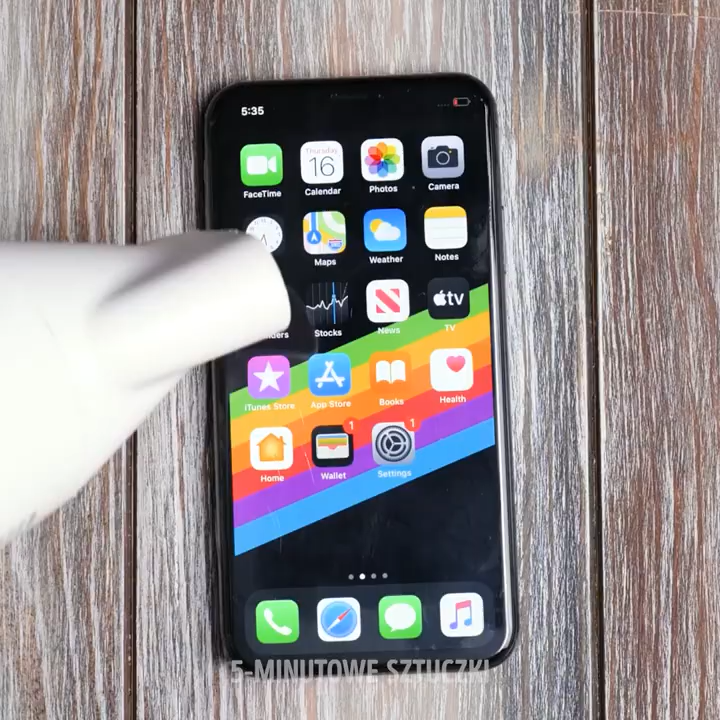 5:35
Thursday
16
FaceTime
Calendar
Photos
Camera
Maps
Weather
Notes
Stocks
News
tv
TV
iTunes Store
App Store
Books
Health
1
1
Home
Wallet
Settings
5-MINUTOWE SZTUCZKI